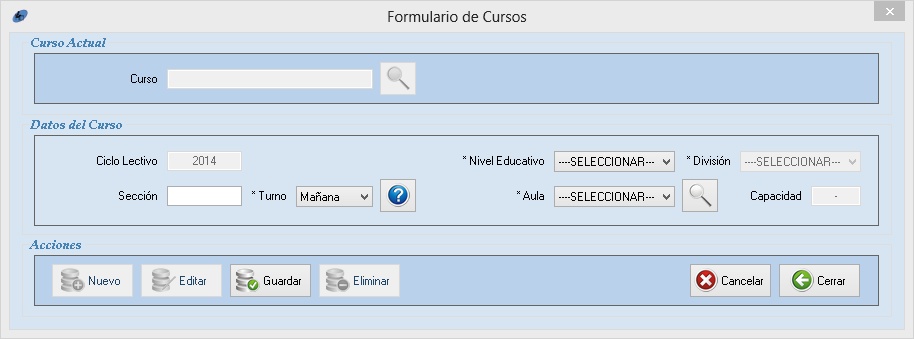 Formulario de Cursos
Curso Actual
Curso
Datos del Curso
Ciclo Lectivo 2014 * Nivel Educativo ----SELECCIONAR--- * División ----SELECCIONAR---
Sección * Turno Mañana ? * Aula ----SELECCIONAR--- Capacidad -
Acciones
Nuevo Editar Guardar Eliminar Cancelar Cerrar